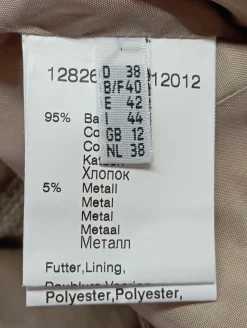 12826 12012
D 38
B/F 40
E 42
I 44
GB 12
NL 38
95% Ba
Co
Co
Ka
Хлопок
5% Metall
Metal
Metal
Metaal
Металл
Futter, Lining,
Polyester, Polyester,